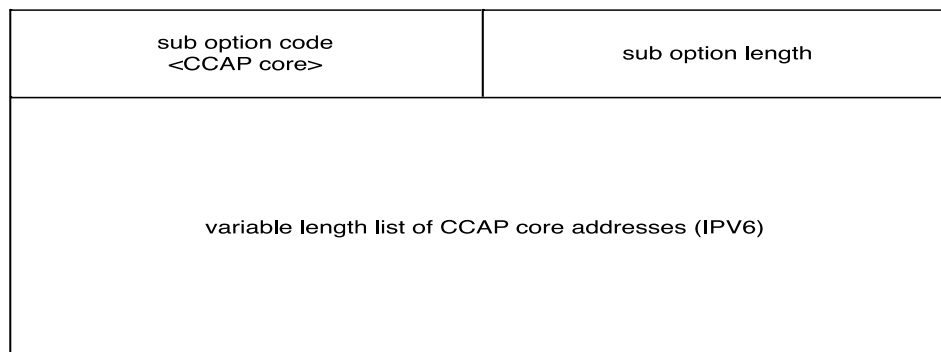 sub option code
<CCAP core>
sub option length
variable length list of CCAP core addresses (IPV6)